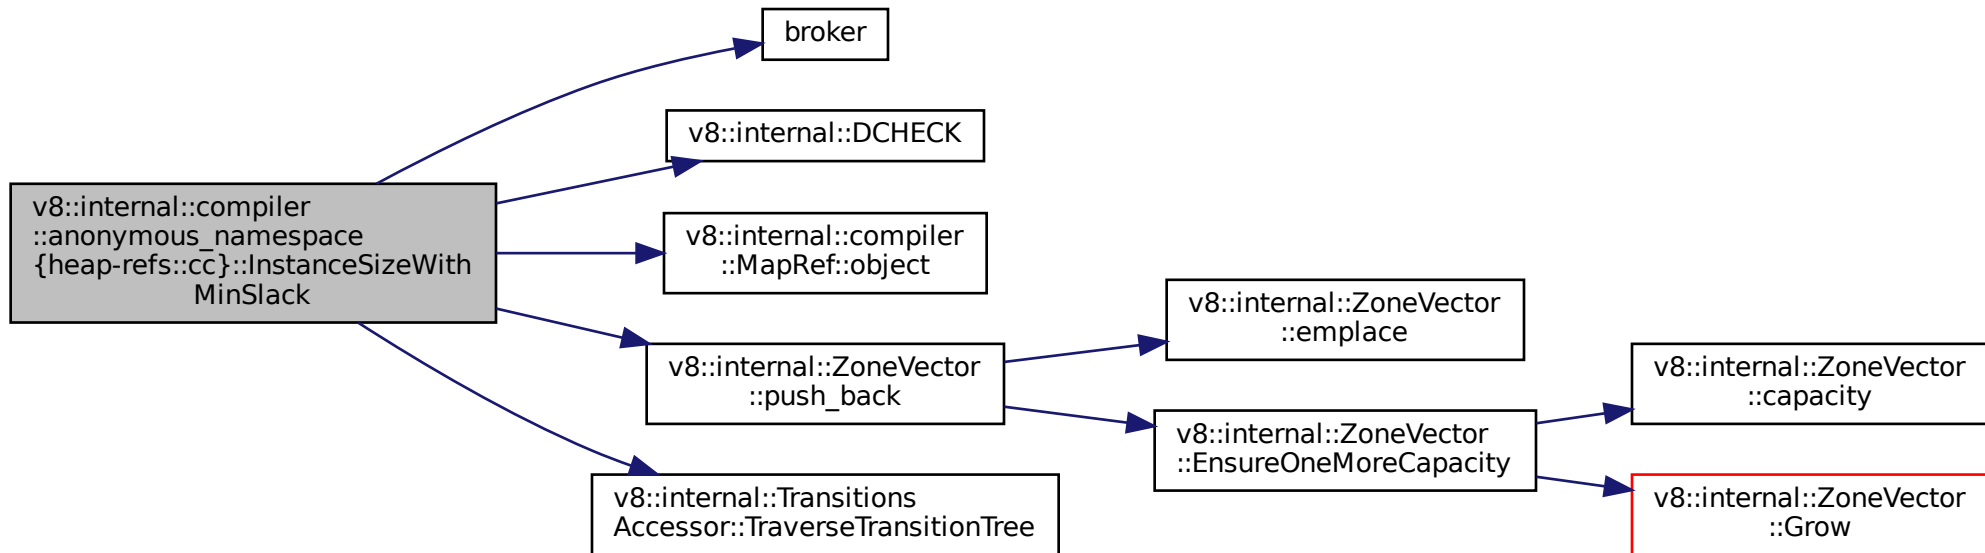 broker
v8::internal::DCHECK
v8::internal::compiler
::anonymous_namespace
{heap-refs::cc}::InstanceSizeWith
MinSlack
v8::internal::compiler
::MapRef::object
v8::internal::ZoneVector
::push_back
v8::internal::ZoneVector
::emplace
v8::internal::ZoneVector
::EnsureOneMoreCapacity
v8::internal::ZoneVector
::capacity
v8::internal::ZoneVector
::Grow
v8::internal::Transitions
Accessor::TraverseTransitionTree